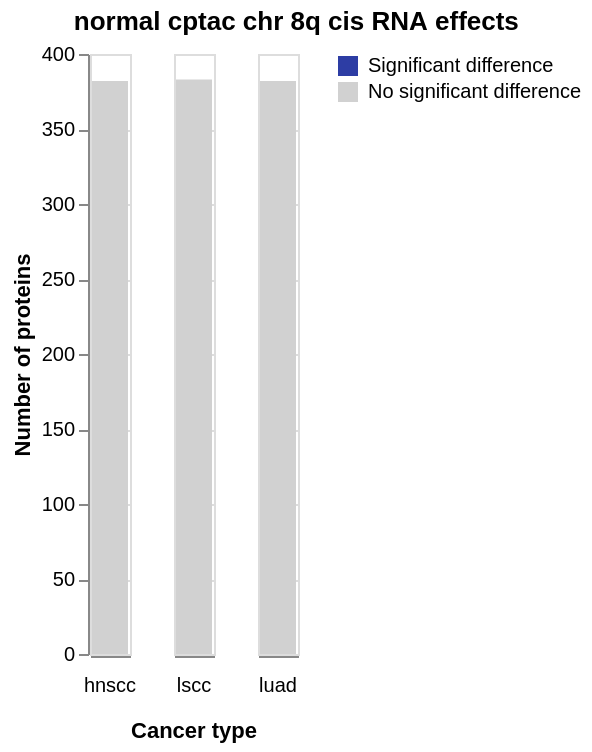 normal cptac chr 8q cis RNA effects
Significant difference
No significant difference
Number of proteins
400
350
300
250
200
150
100
50
0
hnscc lscc luad
Cancer type